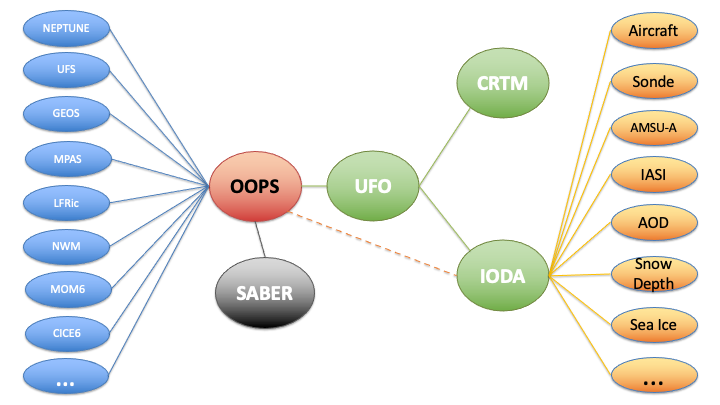 NEPTUNE
UFS
GEOS
MPAS
LFRic
NWM
MOM6
CICE6
...
OOPS
SABER
UFO
CRTM
IODA
Aircraft
Sonde
AMSU-A
IASI
AOD
Snow
Depth
Sea Ice
...